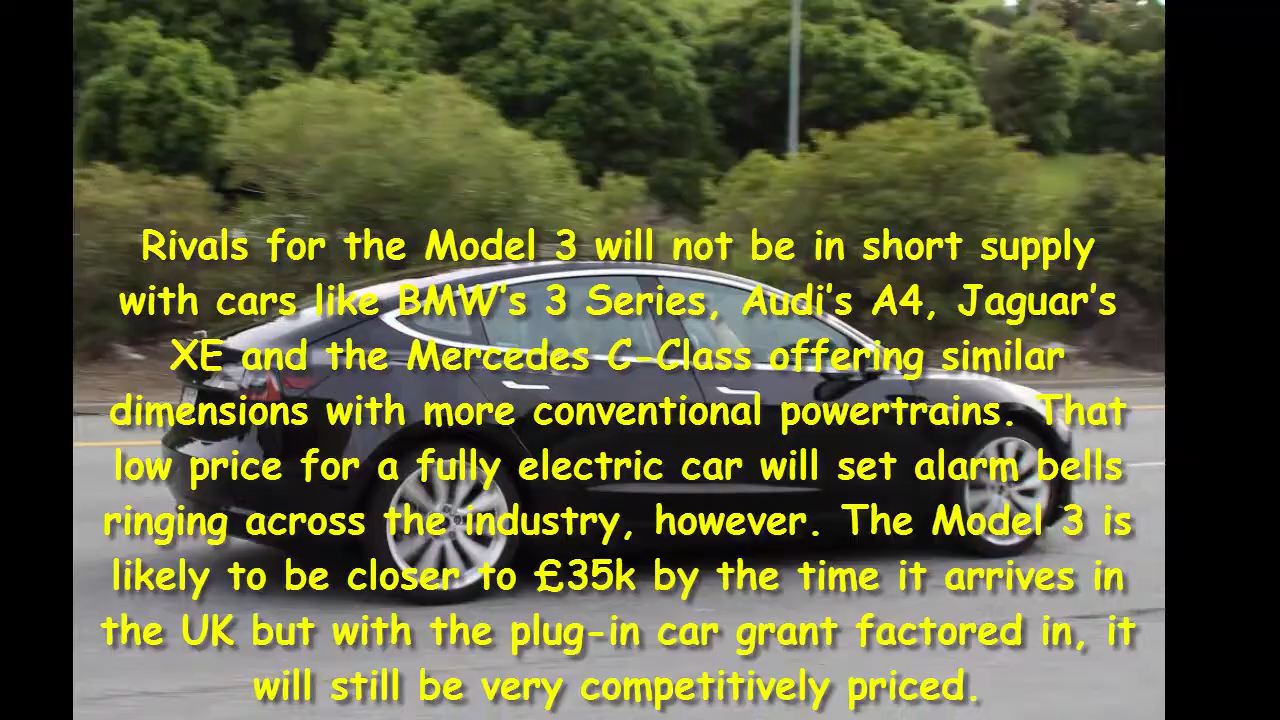 Rivals for the Model 3 will not be in short supply
with cars like BMW's 3 Series, Audi's A4, Jaguar's
XE and the Mercedes C-Class offering similar
dimensions with more conventional powertrains. That
low price for a fully electric car will set alarm bells
ringing across the industry, however. The Model 3 is
likely to be closer to £35k by the time it arrives in
the UK but with the plug-in car grant factored in, it
will still be very competitively priced.